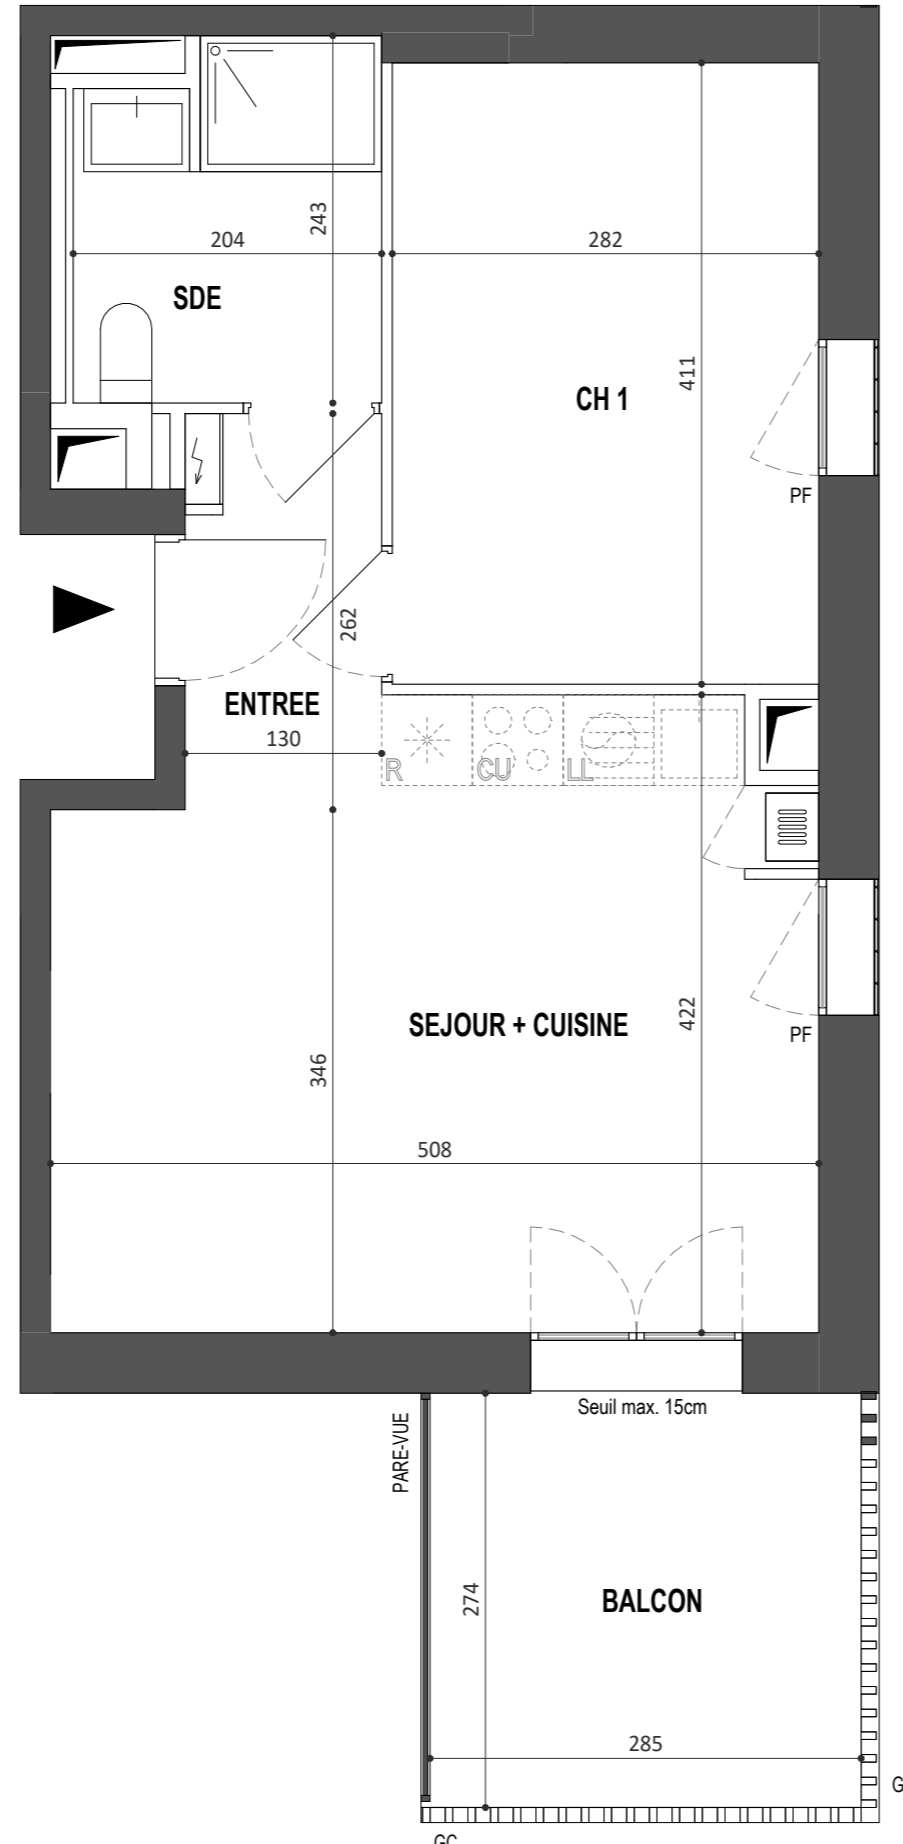 243
204
282
SDE
411
CH 1
PF
262
ENTREE
130
R
CU
LL
SEJOUR + CUISINE
422
PF
346
508
Seuil max. 15cm
PARE-VUE
274
BALCON
285
G
GC